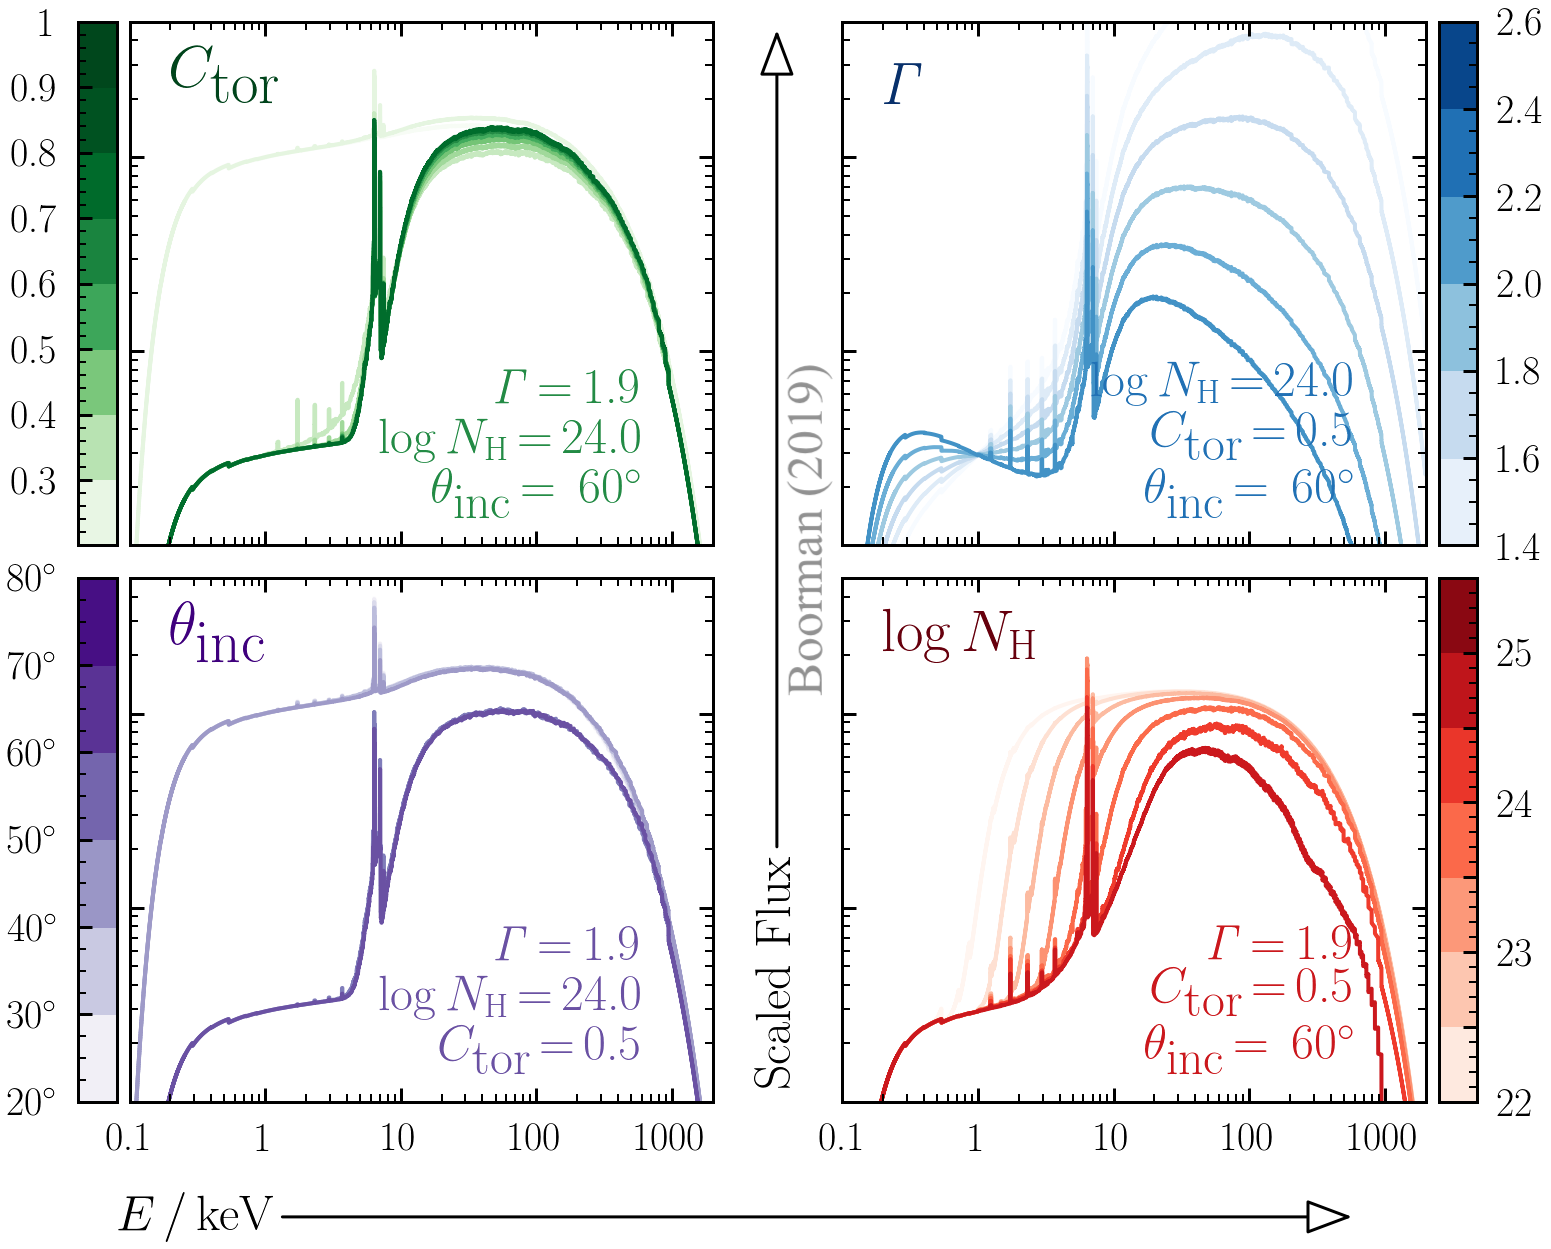 1
0.9
0.8
0.7
0.6
0.5
0.4
0.3
C_tor
Γ = 1.9
log N_H = 24.0
θ_inc = 60°
Γ
log N_H = 24.0
C_tor = 0.5
θ_inc = 60°
2.6
2.4
2.2
2.0
1.8
1.6
1.4
Boorman (2019)
Scaled Flux
80°
70°
60°
50°
40°
30°
20°
θ_inc
Γ = 1.9
log N_H = 24.0
C_tor = 0.5
0.1 1 10 100 1000
log N_H
Γ = 1.9
C_tor = 0.5
θ_inc = 60°
25
24
23
22
0.1 1 10 100 1000
E / keV